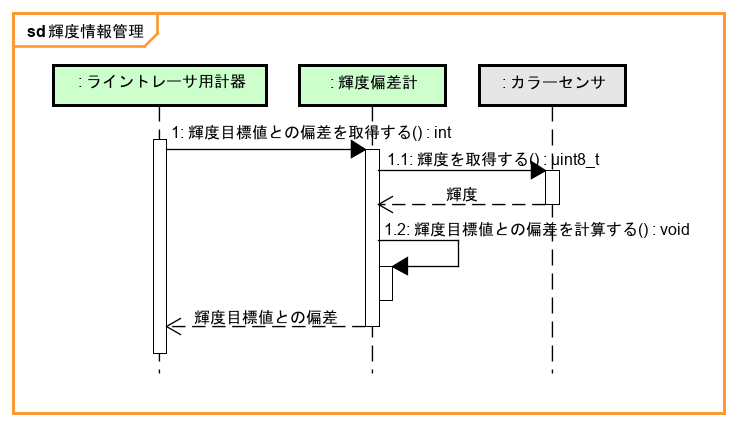 sd 輝度情報管理
: ライントレーサ用計器
: 輝度偏差計
: カラーセンサ
1: 輝度目標値との偏差を取得する() : int
1.1: 輝度を取得する() : uint8_t
輝度
1.2: 輝度目標値との偏差を計算する() : void
輝度目標値との偏差